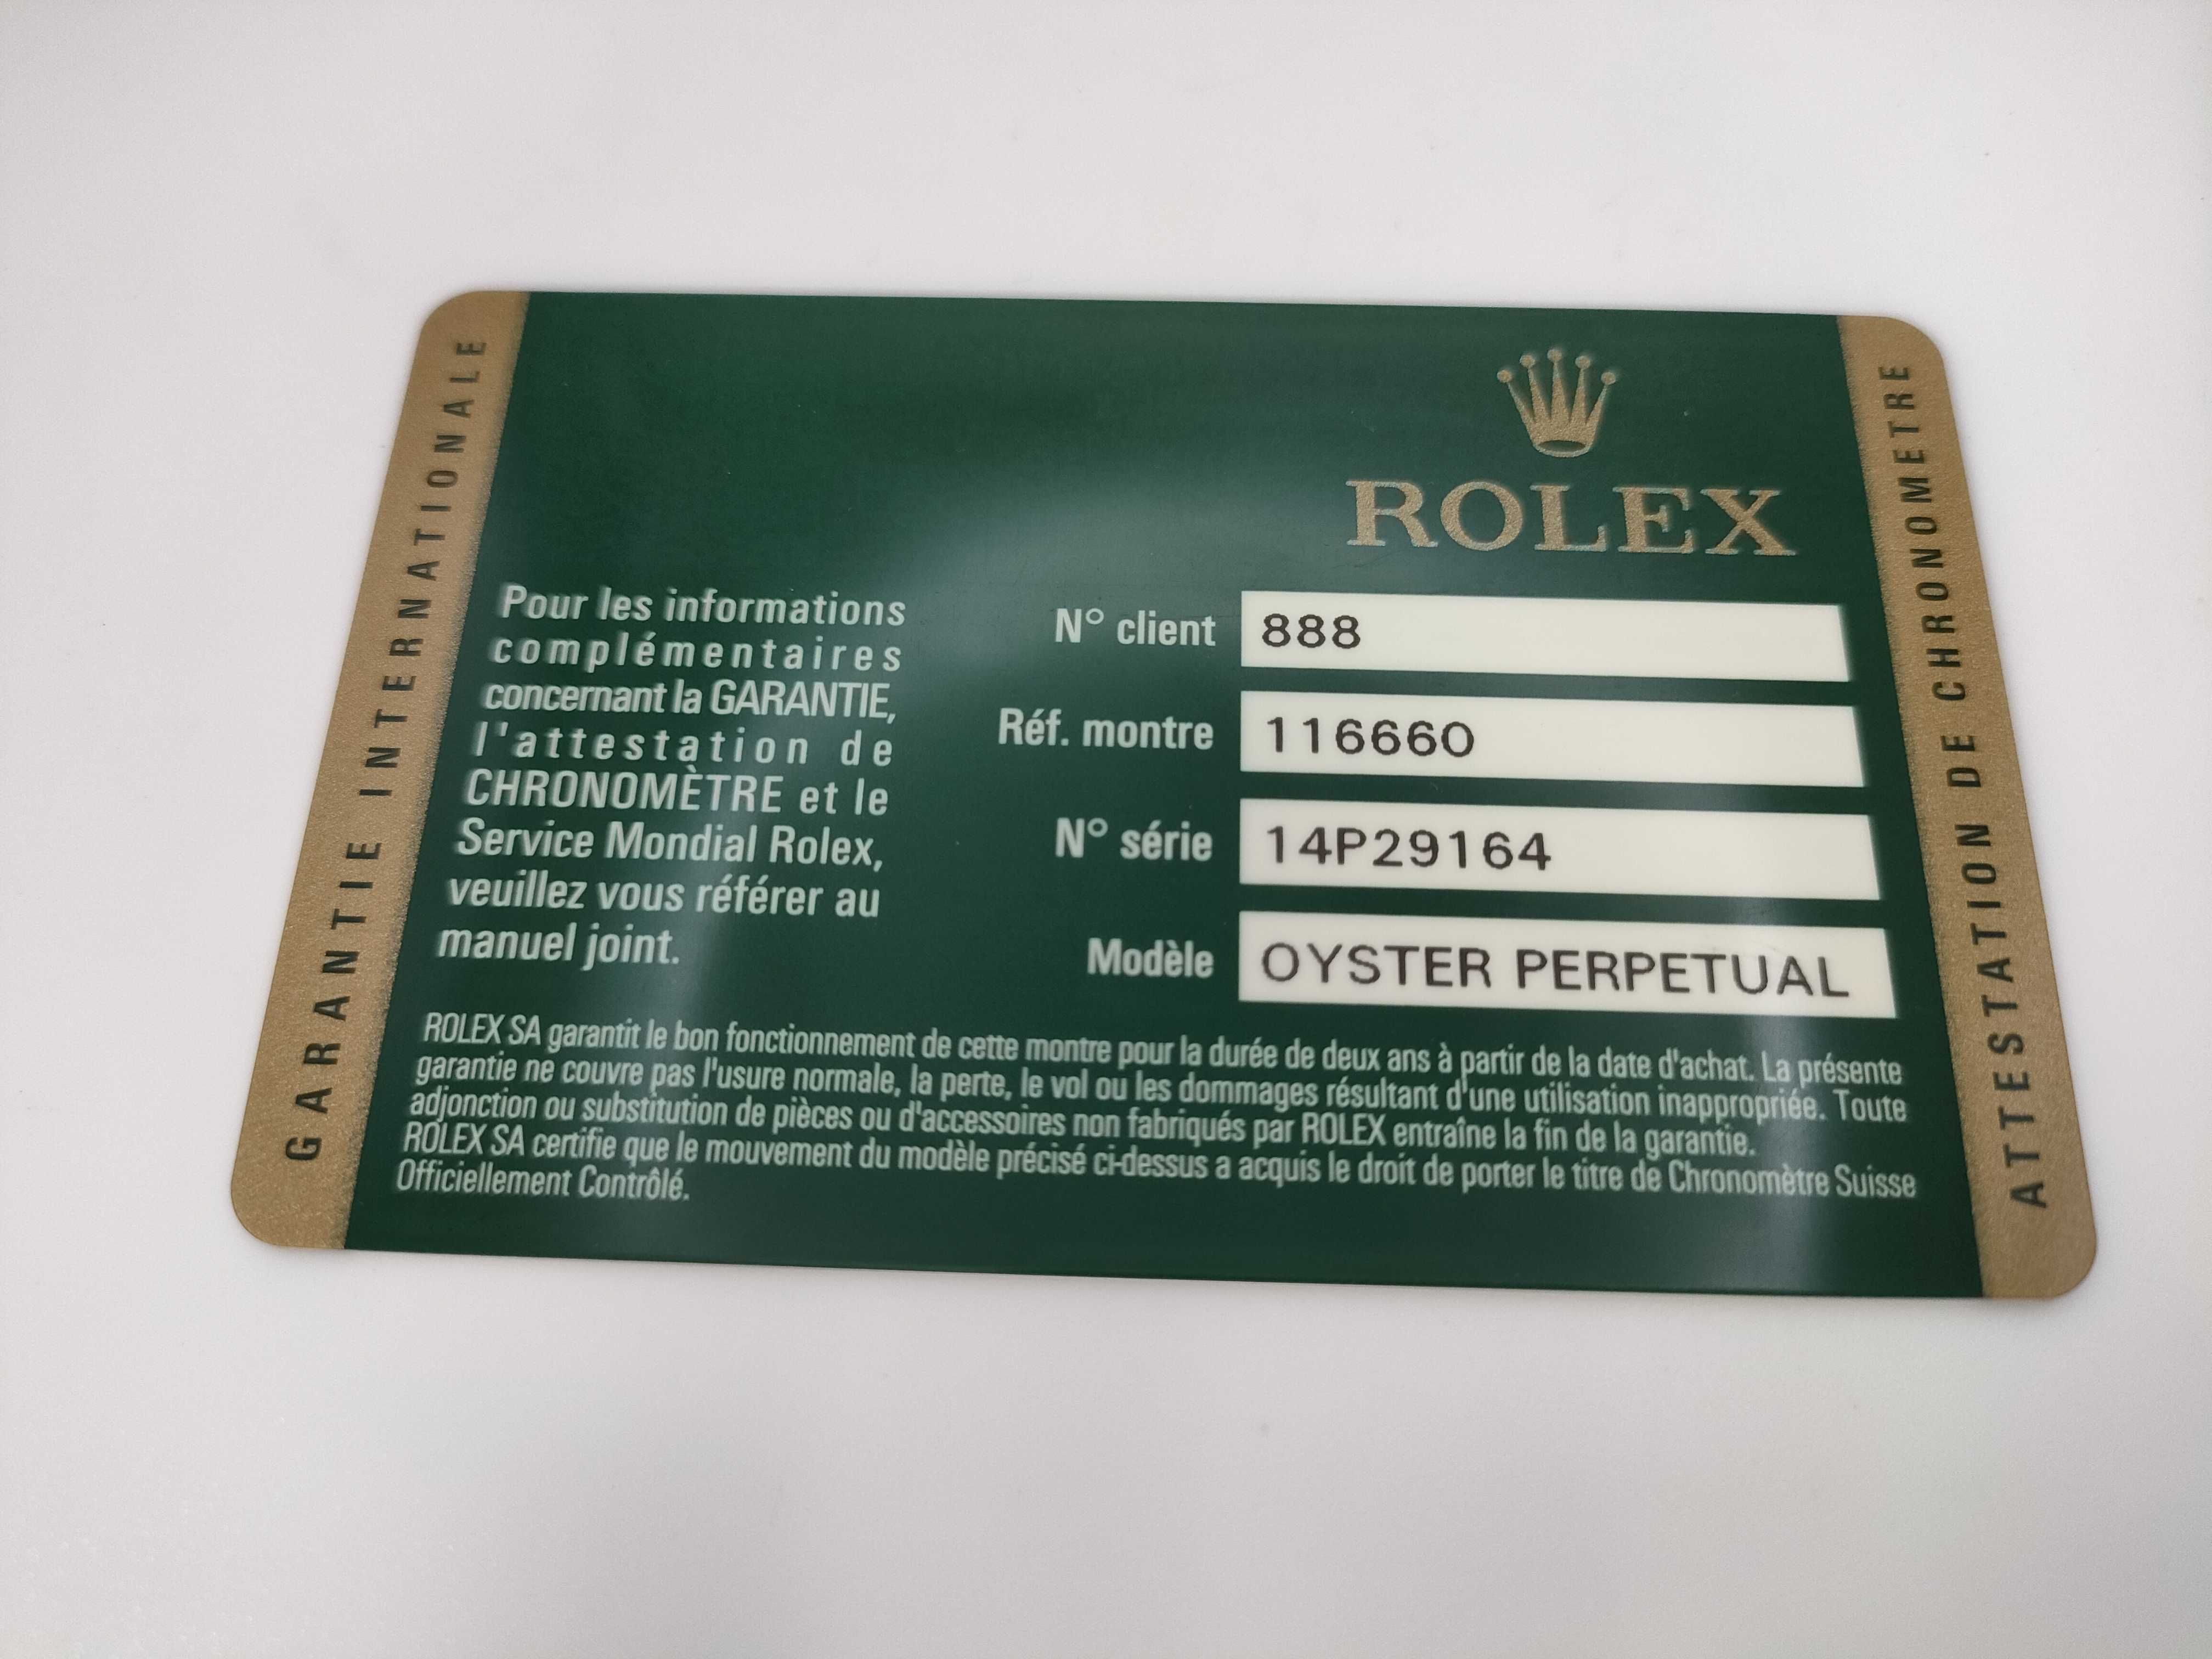 GARANTIE INTERNATIONALE
ROLEX
Pour les informations
complémentaires
concernant la GARANTIE,
l'attestation de
CHRONOMÈTRE et le
Service Mondial Rolex,
veuillez vous référer au
manuel joint.
N° client 888
Réf. montre 116660
N° série 14P29164
Modèle OYSTER PERPETUAL
ROLEX SA garantit le bon fonctionnement de cette montre pour la durée de deux ans à partir de la date d'achat. La présente
garantie ne couvre pas l'usure normale, la perte, le vol ou les dommages résultant d'une utilisation inappropriée. Toute
adjonction ou substitution de pièces ou d'accessoires non fabriqués par ROLEX entraîne la fin de la garantie.
ROLEX SA certifie que le mouvement du modèle précisé ci-dessus a acquis le droit de porter le titre de Chronomètre Suisse
Officiellement Contrôlé.
ATTESTATION DE CHRONOMETRE